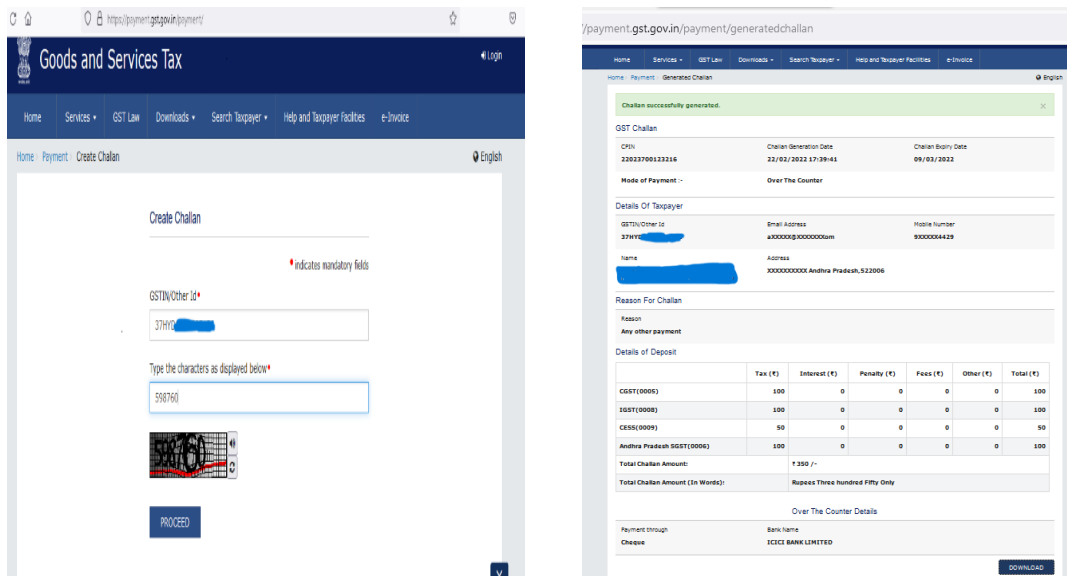 https://payment.gst.gov.in/payment/
Goods and Services Tax
Login
Home Services GST Law Downloads Search Taxpayer Help and Taxpayer Facilities e-Invoice
Home Payment Create Challan English
Create Challan
• indicates mandatory fields
GSTIN/Other Id•
37HYD
Type the characters as displayed below•
598760
598760
PROCEED
/payment.gst.gov.in/payment/generatedchallan
Home Services GST Law Downloads Search Taxpayer Help and Taxpayer Facilities e-Invoice
Home Payment Generated Challan English
Challan successfully generated.
GST Challan
CPIN Challan Generation Date Challan Expiry Date
22023700123216 22/02/2022 17:39:41 09/03/2022
Mode of Payment :- Over The Counter
Details Of Taxpayer
GSTIN/Other Id Email Address Mobile Number
37HYD aXXXXX@XXXXXXXom 9XXXXX4429
Name Address
XXXXXXXXXX Andhra Pradesh,522006
Reason For Challan
Reason
Any other payment
Details of Deposit
Tax (₹) Interest (₹) Penalty (₹) Fees (₹) Other (₹) Total (₹)
CGST(0005) 100 0 0 0 0 100
IGST(0008) 100 0 0 0 0 100
CESS(0009) 50 0 0 0 0 50
Andhra Pradesh SGST(0006) 100 0 0 0 0 100
Total Challan Amount: ₹ 350 /-
Total Challan Amount (In Words): Rupees Three hundred Fifty Only
Over The Counter Details
Payment through Bank Name
Cheque ICICI BANK LIMITED
DOWNLOAD